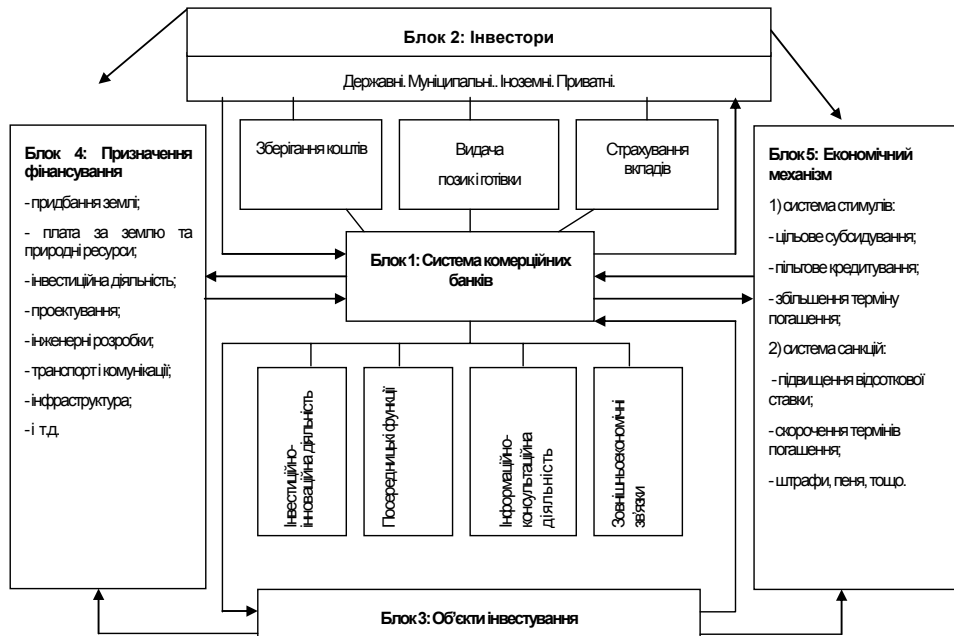 Блок 2: Інвестори
Державні. Муніципальні.. Іноземні. Приватні.
Зберігання коштів
Видача
позик і готівки
Страхування
вкладів
Блок 4: Призначення
фінансування
- придбання землі;
- плата за землю та
природні ресурси;
- інвестиційна діяльність;
- проектування;
- інженерні розробки;
- транспорт і комунікації;
- інфраструктура;
- і т.д.
Блок 1: Система комерційних
банків
Блок 5: Економічний
механізм
1) система стимулів:
- цільове субсидування;
- пільгове кредитування;
- збільшення терміну
погашення;
2) система санкцій:
- підвищення відсоткової
ставки;
- скорочення термінів
погашення;
- штрафи, пеня, тощо.
Інвестиційно-
інноваційна діяльність
Посередницькі функції
Інформаційно-
консультаційна
діяльність
Зовнішньоекономічні
зв'язки
Блок 3: Об'єкти інвестування